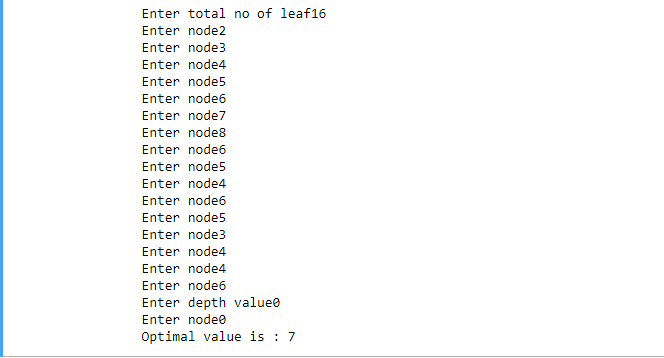 Enter total no of leaf16
Enter node2
Enter node3
Enter node4
Enter node5
Enter node6
Enter node7
Enter node8
Enter node6
Enter node5
Enter node4
Enter node6
Enter node5
Enter node3
Enter node4
Enter node4
Enter node6
Enter depth value0
Enter node0
Optimal value is : 7